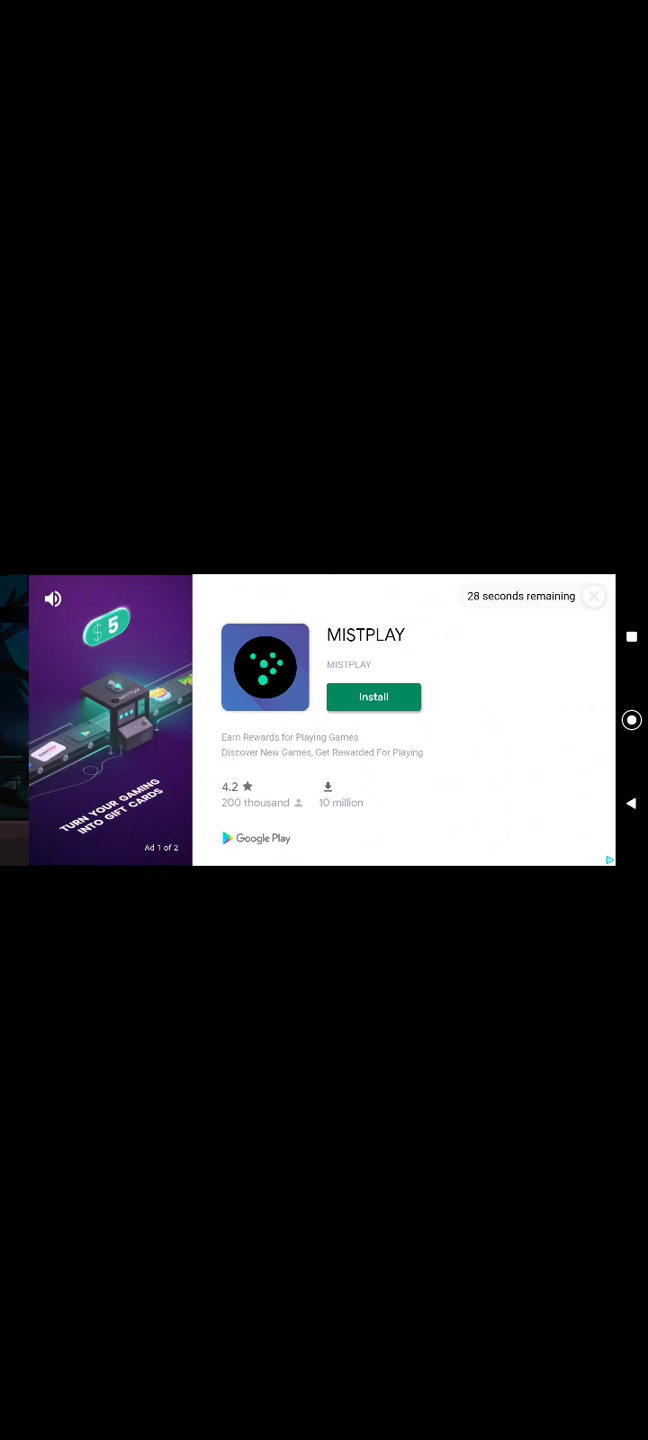 28 seconds remaining
$5
MISTPLAY
MISTPLAY
Install
Earn Rewards for Playing Games
Discover New Games, Get Rewarded For Playing
4.2
200 thousand
10 million
Google Play
TURN YOUR GAMING
INTO GIFT CARDS
Ad 1 of 2